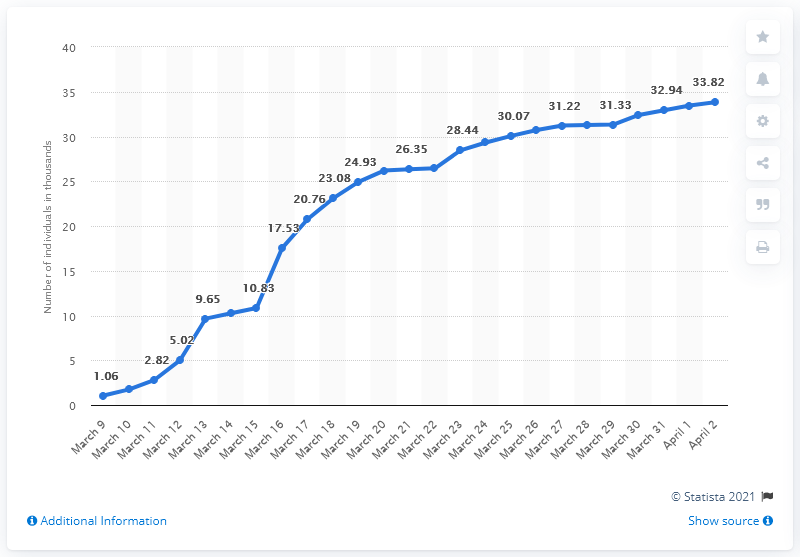 40
35
30
25
20
15
10
5
0
Number of individuals in thousands
1.06
2.82
5.02
9.65
10.83
17.53
20.76
23.08
24.93
26.35
28.44
30.07
31.22
31.33
32.94
33.82
March 9
March 10
March 11
March 12
March 13
March 14
March 15
March 16
March 17
March 18
March 19
March 20
March 21
March 22
March 23
March 24
March 25
March 26
March 27
March 28
March 29
March 30
March 31
April 1
April 2
© Statista 2021
Additional Information
Show source